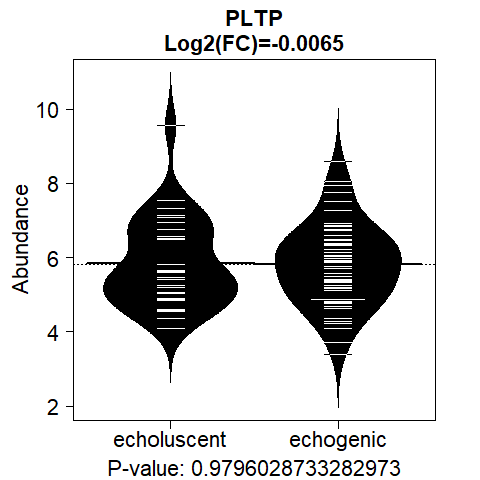 PLTP
Log2(FC)=-0.0065
Abundance
10
8
6
4
2
echoluscent echogenic
P-value: 0.9796028733282973